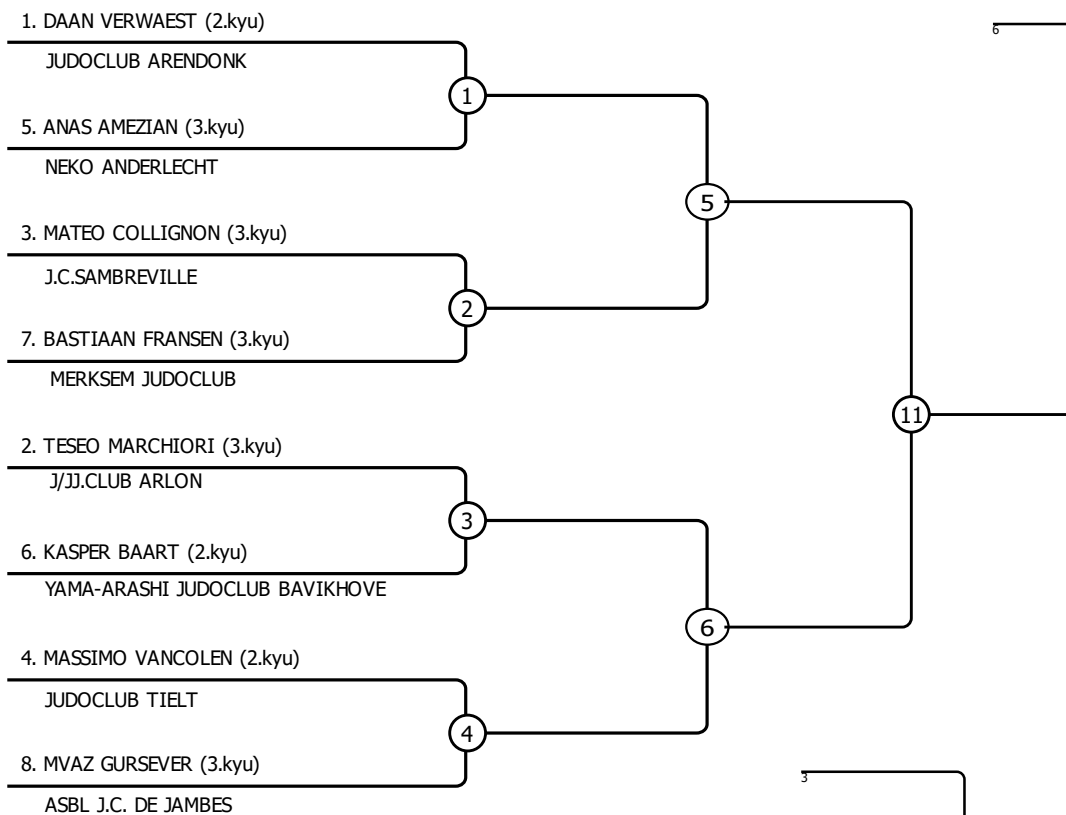 1. DAAN VERWAEST (2.kyu)
JUDOCLUB ARENDONK
1
5. ANAS AMEZIAN (3.kyu)
NEKO ANDERLECHT
5
3. MATEO COLLIGNON (3.kyu)
J.C.SAMBREVILLE
2
7. BASTIAAN FRANSEN (3.kyu)
MERKSEM JUDOCLUB
11
2. TESEO MARCHIORI (3.kyu)
J/JJ.CLUB ARLON
3
6. KASPER BAART (2.kyu)
YAMA-ARASHI JUDOCLUB BAVIKHOVE
6
4. MASSIMO VANCOLEN (2.kyu)
JUDOCLUB TIELT
4
8. MVAZ GURSEVER (3.kyu)
ASBL J.C. DE JAMBES
6
3